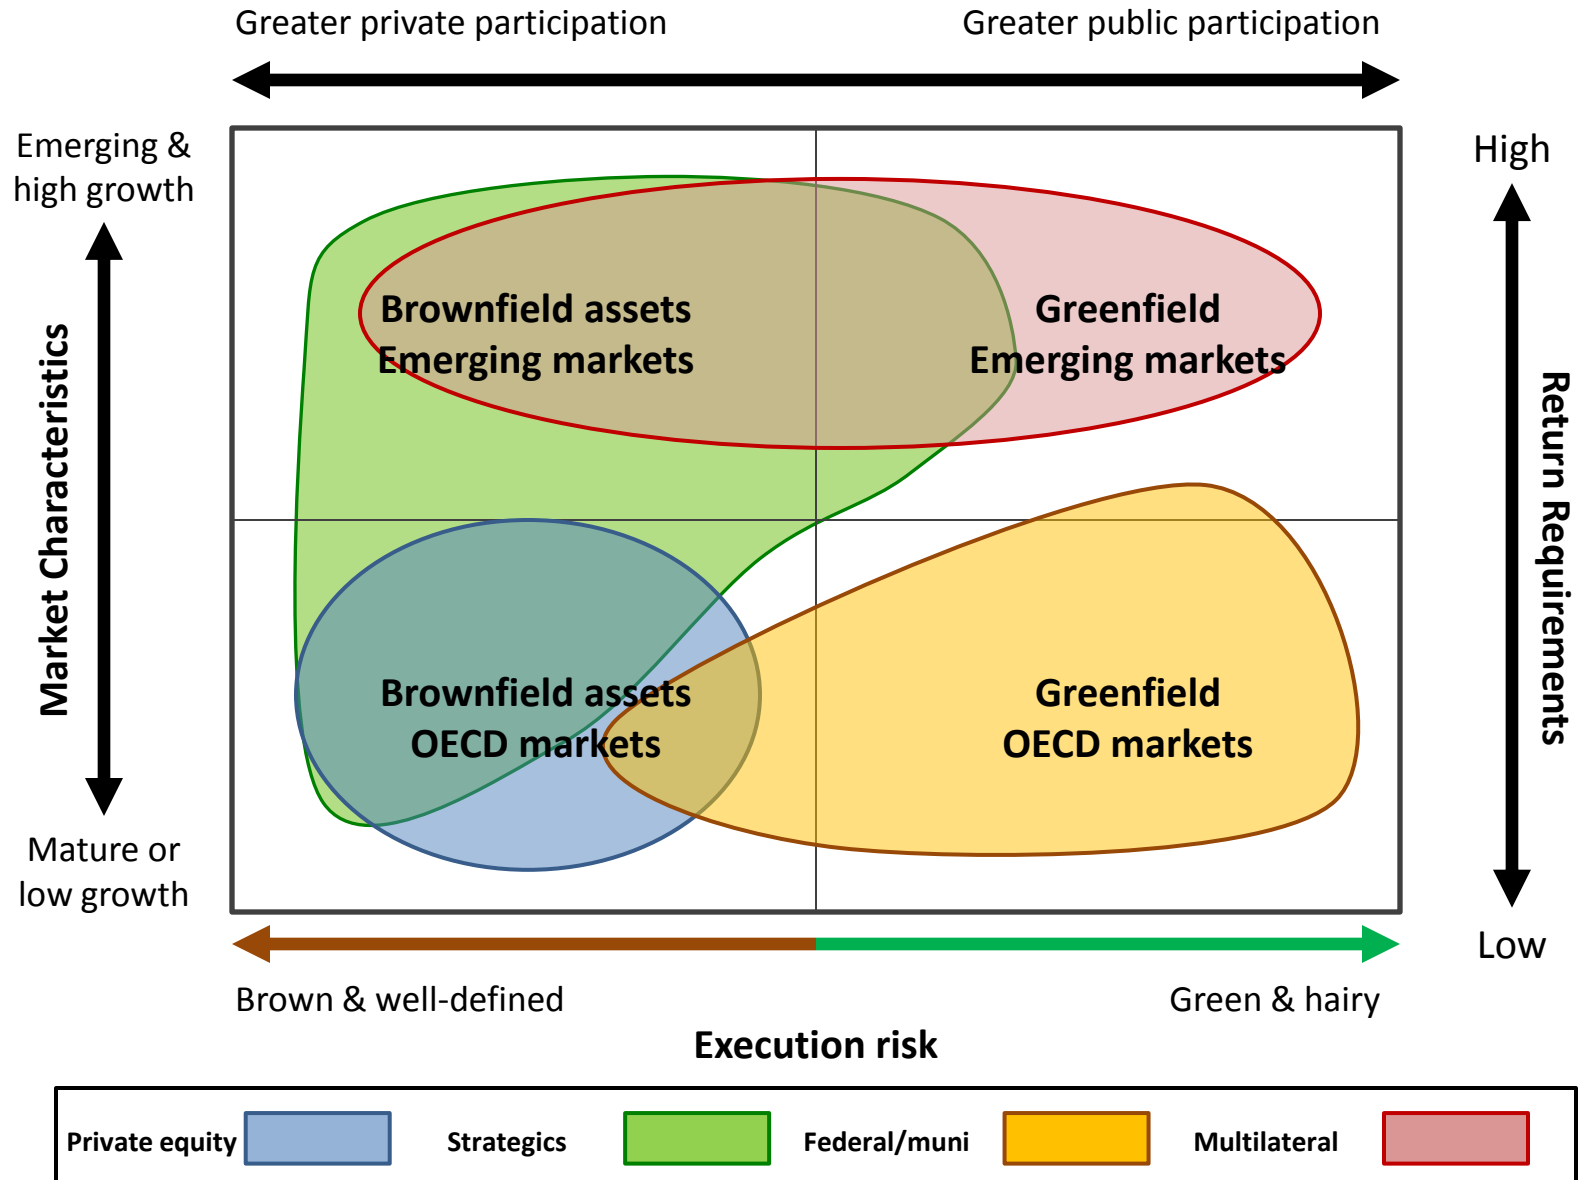 Greater private participation
Greater public participation
Emerging &
high growth
High
Brownfield assets
Emerging markets
Greenfield
Emerging markets
Market Characteristics
Return Requirements
Brownfield assets
OECD markets
Greenfield
OECD markets
Mature or
low growth
Low
Brown & well-defined
Green & hairy
Execution risk
Private equity
Strategics
Federal/muni
Multilateral